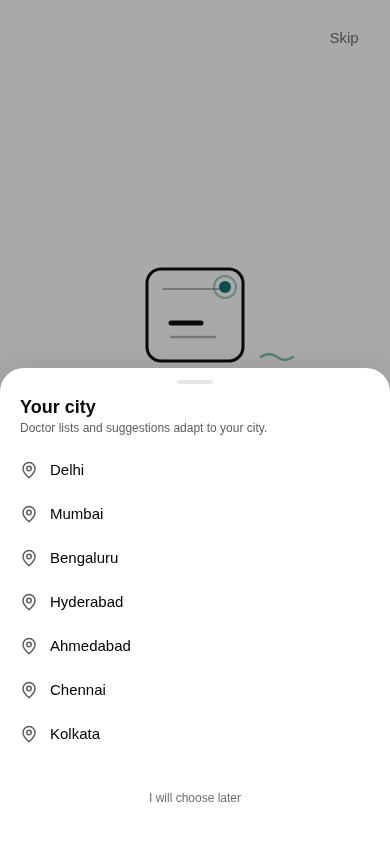 Skip
Your city
Doctor lists and suggestions adapt to your city.
Delhi
Mumbai
Bengaluru
Hyderabad
Ahmedabad
Chennai
Kolkata
I will choose later